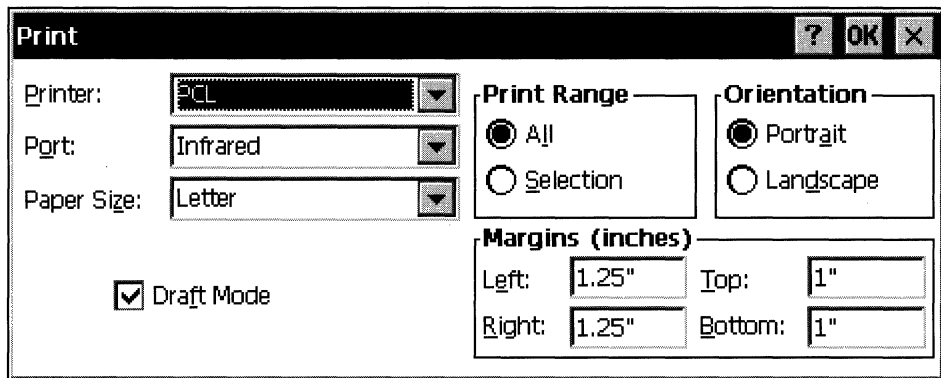 Print ? OK ×
Printer: PCL
Port: Infrared
Paper Size: Letter
Draft Mode
Print Range
All
Selection
Orientation
Portrait
Landscape
Margins (inches)
Left: 1.25" Top: 1"
Right: 1.25" Bottom: 1"